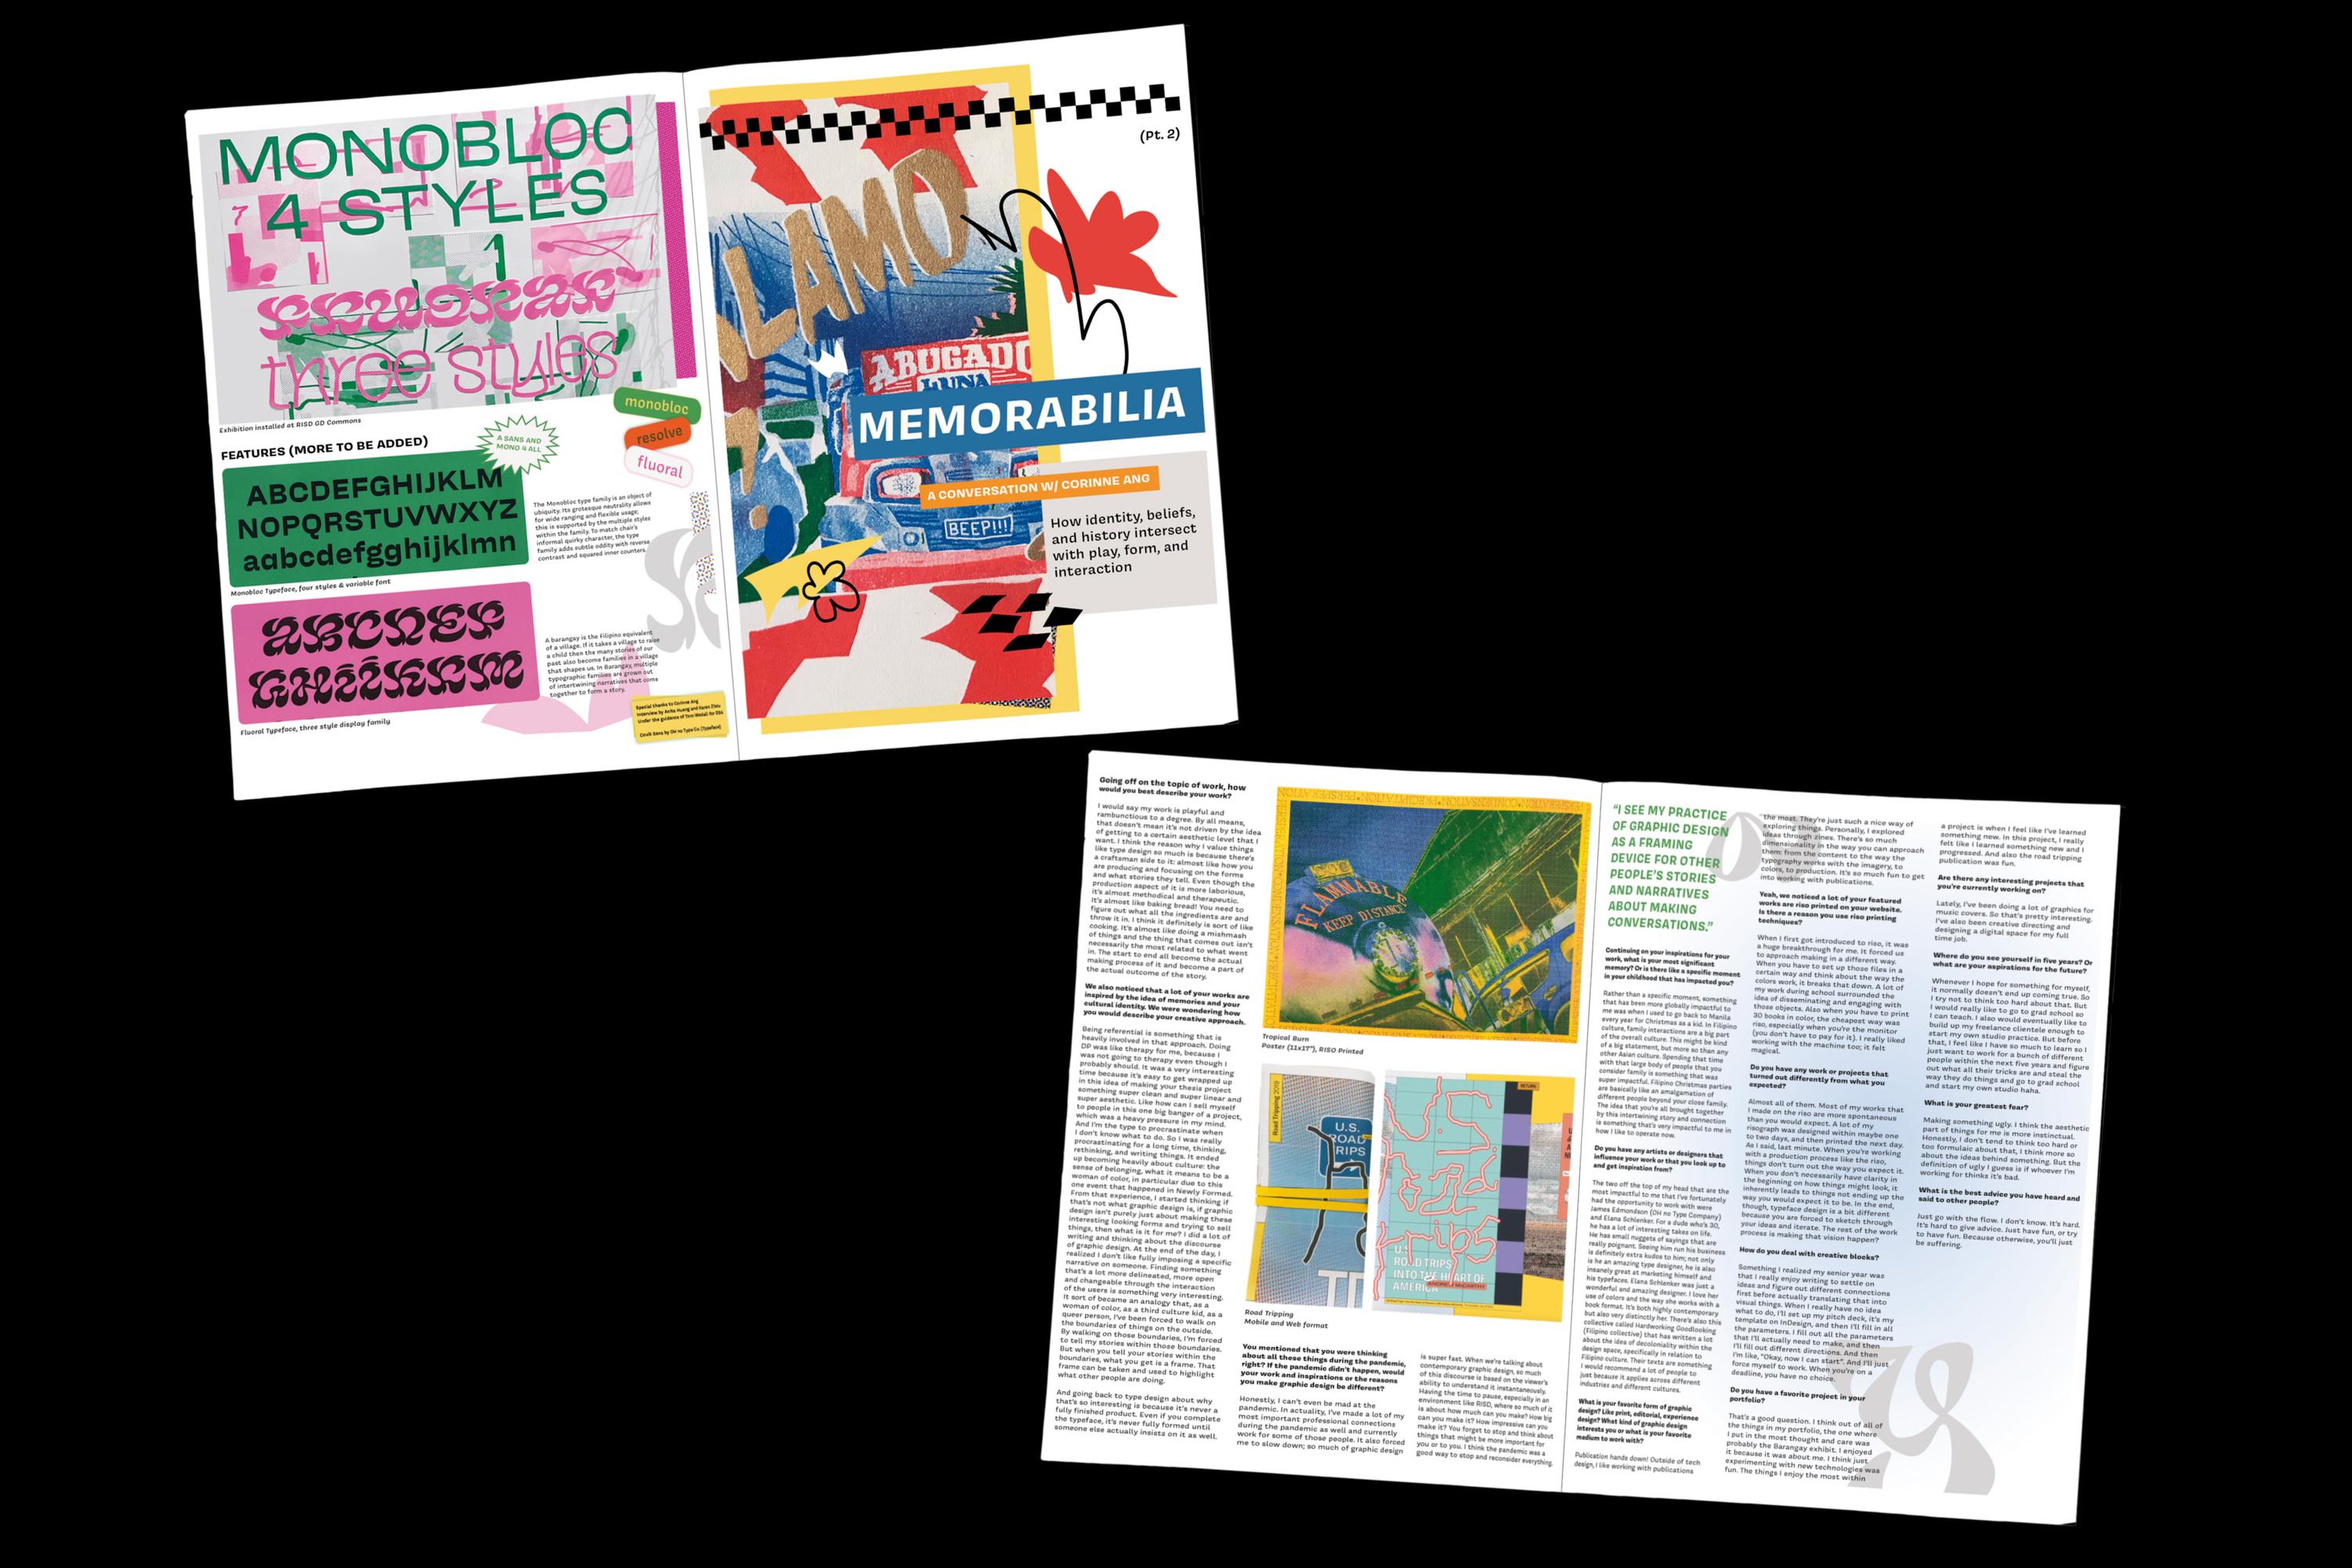 MONOBLOC
4 STYLES
7
1
three styles
Exhibition installed at RISD GD Commons
FEATURES (MORE TO BE ADDED)
A SANS AND
MONO 4 ALL
monobloc
resolve
fluoral
ABCDEFGHIJKLM
NOPQRSTUVWXYZ
aabcdefgghijklmn
Monobloc Typeface, four styles & variable font
The Monobloc type family is an object of
ubiquity. Its grotesque neutrality allows
for wide ranging and flexible usage;
this is supported by the multiple styles
within the family. To match chair's
informal quirky character, the type
family adds subtle oddity with reverse
contrast and squared inner counters.
ABCDEF
GHIJKLM
Fluoral Typeface, three style display family
A barangay is the Filipino equivalent
of a village. If it takes a village to raise
a child then the many stories of our
past also become families in a village
that shapes us. In Barangay, multiple
typographic families are grown out
of intertwining narratives that come
together to form a story.
Special thanks to Corinne Ang
Interview by Anika Huang and Karen Zhou
Under the guidance of Tom Wedell for D&S
Covik Sans by Oh no Type Co. (Typeface)
(Pt. 2)
LAMO
ABUGADO
LUNA
BEEP!!!
MEMORABILIA
A CONVERSATION W/ CORINNE ANG
How identity, beliefs,
and history intersect
with play, form, and
interaction
Going off on the topic of work, how
would you best describe your work?
I would say my work is playful and
rambunctious to a degree. By all means,
that doesn't mean it's not driven by the idea
of getting to a certain aesthetic level that I
want. I think the reason why I value things
like type design so much is because there's
a craftsman side to it: almost like how you
are producing and focusing on the forms
and what stories they tell. Even though the
production aspect of it is more laborious,
it's almost methodical and therapeutic.
It's almost like baking bread! You need to
figure out what all the ingredients are and
throw it in. I think it definitely is sort of like
cooking. It's almost like doing a mishmash
of things and the thing that comes out isn't
necessarily the most related to what went
in. The start to end all become the actual
making process of it and become a part of
the actual outcome of the story.
We also noticed that a lot of your works are
inspired by the idea of memories and your
cultural identity. We were wondering how
you would describe your creative approach.
Being referential is something that is
heavily involved in that approach. Doing
DP was like therapy for me, because I
was not going to therapy even though I
probably should. It was a very interesting
time because it's easy to get wrapped up
in this idea of making your thesis project
something super clean and super linear and
super aesthetic. Like how can I sell myself
to people in this one big banger of a project,
which was a heavy pressure in my mind.
And I'm the type to procrastinate when
I don't know what to do. So I was really
procrastinating for a long time, thinking,
rethinking, and writing things. It ended
up becoming heavily about culture: the
sense of belonging, what it means to be a
woman of color, in particular due to this
one event that happened in Newly Formed.
From that experience, I started thinking if
that's not what graphic design is, if graphic
design isn't purely just about making these
interesting looking forms and trying to sell
things, then what is it for me? I did a lot of
writing and thinking about the discourse
of graphic design. At the end of the day, I
realized I don't like fully imposing a specific
narrative on someone. Finding something
that's a lot more delineated, more open
and changeable through the interaction
of the users is something very interesting.
It sort of became an analogy that, as a
woman of color, as a third culture kid, as a
queer person, I've been forced to walk on
the boundaries of things on the outside.
By walking on those boundaries, I'm forced
to tell my stories within those boundaries.
But when you tell your stories within the
boundaries, what you get is a frame. That
frame can be taken and used to highlight
what other people are doing.
And going back to type design about why
that's so interesting is because it's never a
fully finished product. Even if you complete
the typeface, it's never fully formed until
someone else actually insists on it as well.
FLAMMABLE
KEEP DISTANCE
Tropical Burn
Poster (11x17"), RISO Printed
Road Tripping 2019
U.S.
ROAD
TRIPS
RETURN
U.S.
road
trips
U.S.
ROAD TRIPS
INTO THE HEART OF
AMERICA
Road Tripping
Mobile and Web format
You mentioned that you were thinking
about all these things during the pandemic,
right? If the pandemic didn't happen, would
your work and inspirations or the reasons
you make graphic design be different?
Honestly, I can't even be mad at the
pandemic. In actuality, I've made a lot of my
most important professional connections
during the pandemic as well and currently
work for some of those people. It also forced
me to slow down; so much of graphic design
is super fast. When we're talking about
contemporary graphic design, so much
of this discourse is based on the viewer's
ability to understand it instantaneously.
Having the time to pause, especially in an
environment like RISD, where so much of it
is about how much can you make? How big
can you make it? How impressive can you
make it? You forget to stop and think about
things that might be more important for
you or to you. I think the pandemic was a
good way to stop and reconsider everything.
"I SEE MY PRACTICE
OF GRAPHIC DESIGN
AS A FRAMING
DEVICE FOR OTHER
PEOPLE'S STORIES
AND NARRATIVES
ABOUT MAKING
CONVERSATIONS."
Continuing on your inspirations for your
work, what is your most significant
memory? Or is there like a specific moment
in your childhood that has impacted you?
Rather than a specific moment, something
that has been more globally impactful to
me was when I used to go back to Manila
every year for Christmas as a kid. In Filipino
culture, family interactions are a big part
of the overall culture. This might be kind
of a big statement, but more so than any
other Asian culture. Spending that time
with that large body of people that you
consider family is something that was
super impactful. Filipino Christmas parties
are basically like an amalgamation of
different people beyond your close family.
The idea that you're all brought together
by this intertwining story and connection
is something that's very impactful to me in
how I like to operate now.
Do you have any artists or designers that
influence your work or that you look up to
and get inspiration from?
The two off the top of my head that are the
most impactful to me that I've fortunately
had the opportunity to work with were
James Edmondson (OH no Type Company)
and Elana Schlenker. For a dude who's 30,
he has a lot of interesting takes on life.
He has small nuggets of sayings that are
really poignant. Seeing him run his business
is definitely extra kudos to him; not only
is he an amazing type designer, he is also
insanely great at marketing himself and
his typefaces. Elana Schlenker was just a
wonderful and amazing designer. I love her
use of colors and the way she works with a
book format. It's both highly contemporary
but also very distinctly her. There's also this
collective called Hardworking Goodlooking
(Filipino collective) that has written a lot
about the idea of decoloniality within the
design space, specifically in relation to
Filipino culture. Their texts are something
I would recommend a lot of people to
just because it applies across different
industries and different cultures.
What is your favorite form of graphic
design? Like print, editorial, experience
design? What kind of graphic design
interests you or what is your favorite
medium to work with?
Publication hands down! Outside of tech
design, I like working with publications
the most. They're just such a nice way of
exploring things. Personally, I explored
ideas through zines. There's so much
dimensionality in the way you can approach
them: from the content to the way the
typography works with the imagery, to
colors, to production. It's so much fun to get
into working with publications.
Yeah, we noticed a lot of your featured
works are riso printed on your website.
Is there a reason you use riso printing
techniques?
When I first got introduced to riso, it was
a huge breakthrough for me. It forced us
to approach making in a different way.
When you have to set up those files in a
certain way and think about the way the
colors work, it breaks that down. A lot of
my work during school surrounded the
idea of disseminating and engaging with
those objects. Also when you have to print
30 books in color, the cheapest way was
riso, especially when you're the monitor
(you don't have to pay for it). I really liked
working with the machine too; it felt
magical.
Do you have any work or projects that
turned out differently from what you
expected?
Almost all of them. Most of my works that
I made on the riso are more spontaneous
than you would expect. A lot of my
risograph was designed within maybe one
to two days, and then printed the next day.
As I said, last minute. When you're working
with a production process like the riso,
things don't turn out the way you expect it.
When you don't necessarily have clarity in
the beginning on how things might look, it
inherently leads to things not ending up the
way you would expect it to be. In the end,
though, typeface design is a bit different
because you are forced to sketch through
your ideas and iterate. The rest of the work
process is making that vision happen?
How do you deal with creative blocks?
Something I realized my senior year was
that I really enjoy writing to settle on
ideas and figure out different connections
first before actually translating that into
visual things. When I really have no idea
what to do, I'll set up my pitch deck, it's my
template on InDesign, and then I'll fill in all
the parameters. I fill out all the parameters
that I'll actually need to make, and then
I'll fill out different directions. And then
I'm like, "Okay, now I can start". And I'll just
force myself to work. When you're on a
deadline, you have no choice.
Do you have a favorite project in your
portfolio?
That's a good question. I think out of all of
the things in my portfolio, the one where
I put in the most thought and care was
probably the Barangay exhibit. I enjoyed
it because it was about me. I think just
experimenting with new technologies was
fun. The things I enjoy the most within
a project is when I feel like I've learned
something new. In this project, I really
felt like I learned something new and I
progressed. And also the road tripping
publication was fun.
Are there any interesting projects that
you're currently working on?
Lately, I've been doing a lot of graphics for
music covers. So that's pretty interesting.
I've also been creative directing and
designing a digital space for my full
time job.
Where do you see yourself in five years? Or
what are your aspirations for the future?
Whenever I hope for something for myself,
it normally doesn't end up coming true. So
I try not to think too hard about that. But
I would really like to go to grad school so
I can teach. I also would eventually like to
build up my freelance clientele enough to
start my own studio practice. But before
that, I feel like I have so much to learn so I
just want to work for a bunch of different
people within the next five years and figure
out what all their tricks are and steal the
way they do things and go to grad school
and start my own studio haha.
What is your greatest fear?
Making something ugly. I think the aesthetic
part of things for me is more instinctual.
Honestly, I don't tend to think too hard or
too formulaic about that, I think more so
about the ideas behind something. But the
definition of ugly I guess is if whoever I'm
working for thinks it's bad.
What is the best advice you have heard and
said to other people?
Just go with the flow. I don't know. It's hard.
It's hard to give advice. Just have fun, or try
to have fun. Because otherwise, you'll just
be suffering.